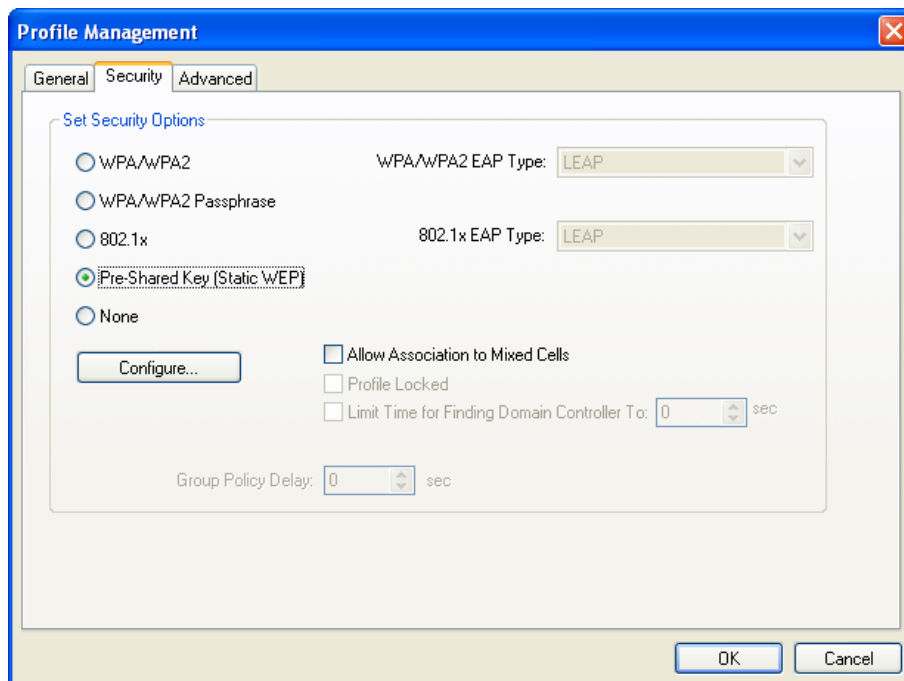 Profile Management
General Security Advanced
Set Security Options
WPA/WPA2 WPA/WPA2 EAP Type: LEAP
WPA/WPA2 Passphrase
802.1x 802.1x EAP Type: LEAP
Pre-Shared Key (Static WEP)
None
Configure... Allow Association to Mixed Cells
Profile Locked
Limit Time for Finding Domain Controller To: 0 sec
Group Policy Delay: 0 sec
OK Cancel